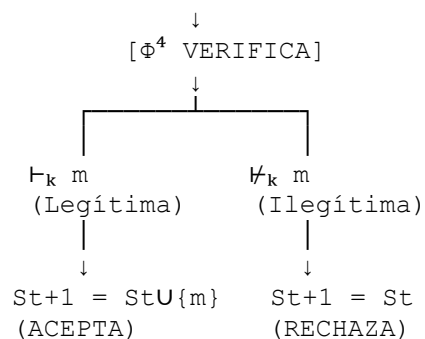 ↓
[Φ⁴ VERIFICA]
↓
⊢ₖ m ⊬ₖ m
(Legítima) (Ilegítima)
↓ ↓
St+1 = St∪{m} St+1 = St
(ACEPTA) (RECHAZA)